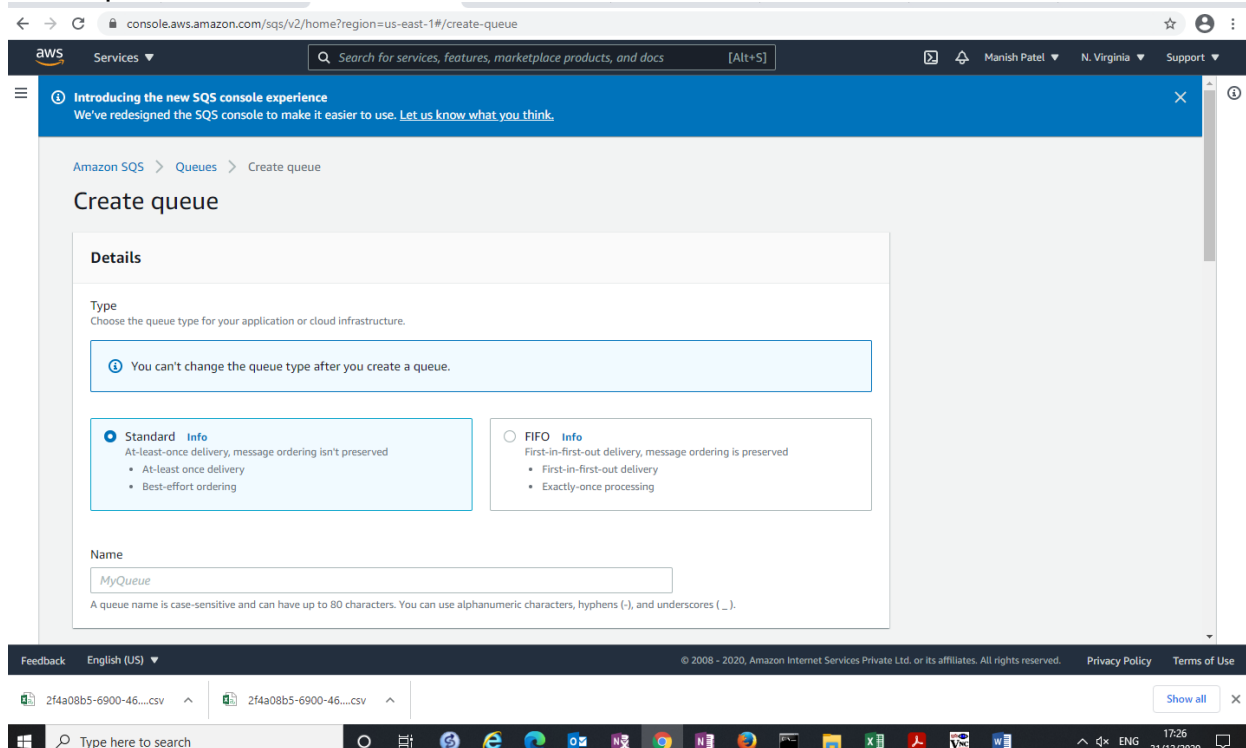 console.aws.amazon.com/sqs/v2/home?region=us-east-1#/create-queue
aws Services ▼ Search for services, features, marketplace products, and docs [Alt+S] Manish Patel ▼ N. Virginia ▼ Support ▼
Introducing the new SQS console experience
We've redesigned the SQS console to make it easier to use. Let us know what you think.
Amazon SQS > Queues > Create queue
Create queue
Details
Type
Choose the queue type for your application or cloud infrastructure.
You can't change the queue type after you create a queue.
Standard Info
At-least-once delivery, message ordering isn't preserved
• At-least once delivery
• Best-effort ordering
FIFO Info
First-in-first-out delivery, message ordering is preserved
• First-in-first-out delivery
• Exactly-once processing
Name
MyQueue
A queue name is case-sensitive and can have up to 80 characters. You can use alphanumeric characters, hyphens (-), and underscores ( _ ).
Feedback English (US) ▼ © 2008 - 2020, Amazon Internet Services Private Ltd. or its affiliates. All rights reserved. Privacy Policy Terms of Use
2f4a08b5-6900-46....csv 2f4a08b5-6900-46....csv Show all
Type here to search ENG 17:26
31/12/2020